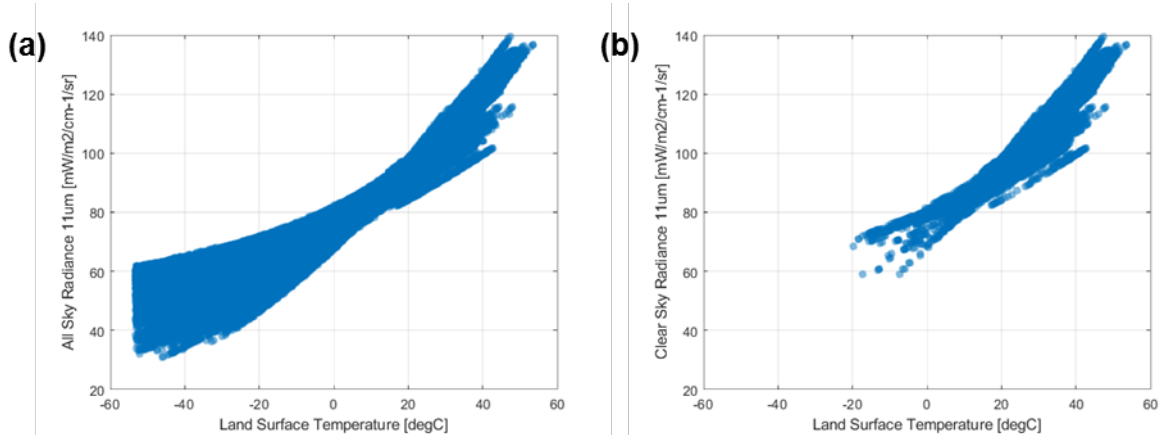 (a)
All Sky Radiance 11um [mW/m2/cm-1/sr]
140
120
100
80
60
40
20
-60 -40 -20 0 20 40 60
Land Surface Temperature [degC]
(b)
Clear Sky Radiance 11um [mW/m2/cm-1/sr]
140
120
100
80
60
40
20
-60 -40 -20 0 20 40 60
Land Surface Temperature [degC]